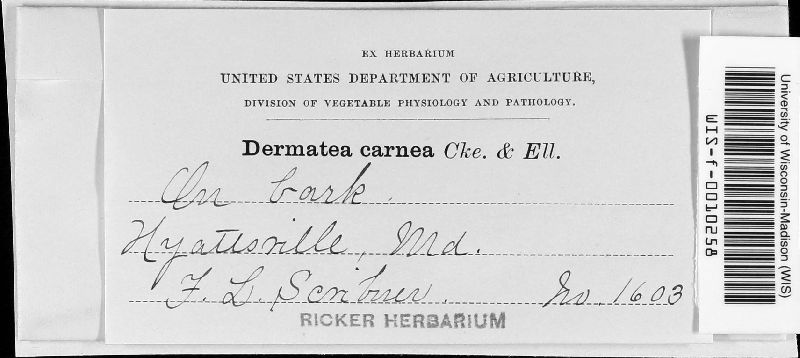 EX HERBARIUM
UNITED STATES DEPARTMENT OF AGRICULTURE,
DIVISION OF VEGETABLE PHYSIOLOGY AND PATHOLOGY.
Dermatea carnea Cke. & Ell.
On bark.
Hyattsville, Md.
F. L. Scribner. No. 1603
RICKER HERBARIUM
University of Wisconsin-Madison (WIS)
WIS-f-0010258